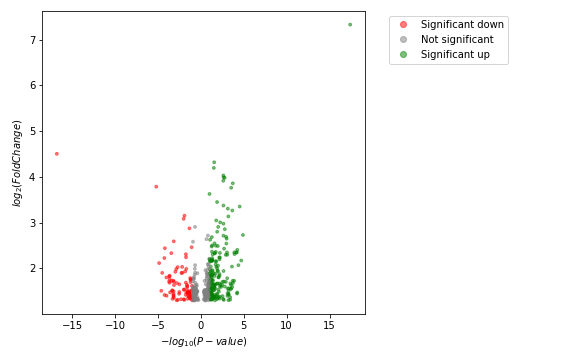 Significant down
Not significant
Significant up
7
6
5
4
3
2
log2(FoldChange)
−15
−10
−5
0
5
10
15
−log10(P − value)